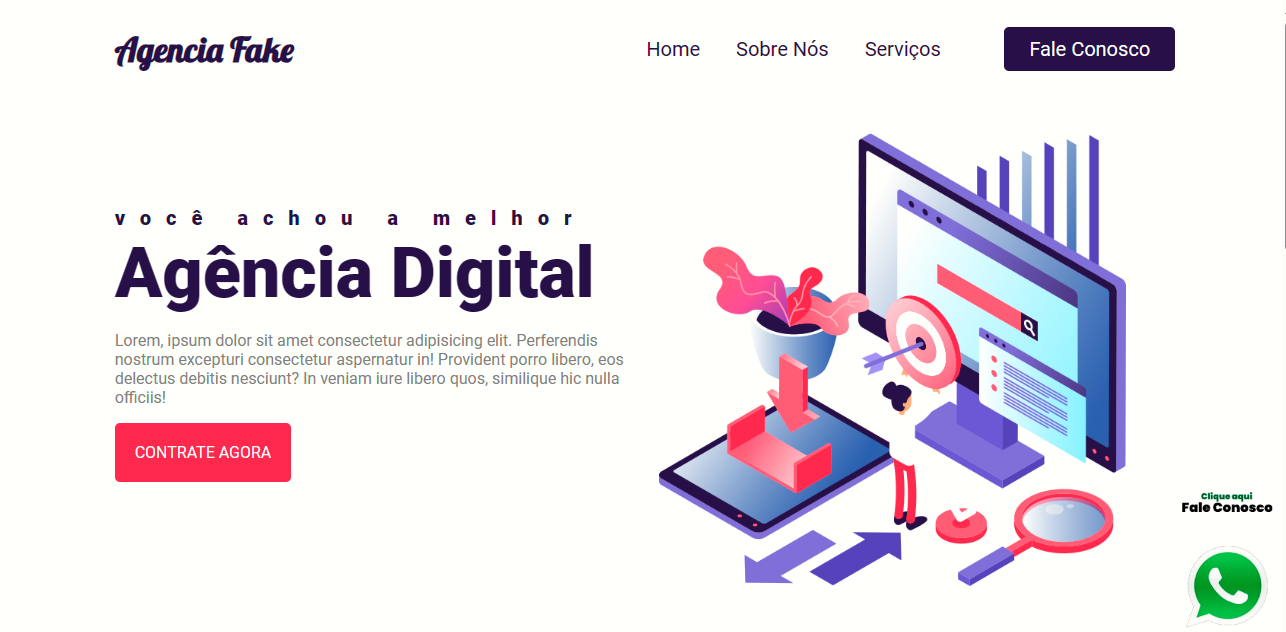 Agencia Fake
Home
Sobre Nós
Serviços
Fale Conosco
você achou a melhor
Agência Digital
Lorem, ipsum dolor sit amet consectetur adipisicing elit. Perferendis
nostrum excepturi consectetur aspernatur in! Provident porro libero, eos
delectus debitis nesciunt? In veniam iure libero quos, similique hic nulla
officiis!
CONTRATE AGORA
Clique aqui
Fale Conosco